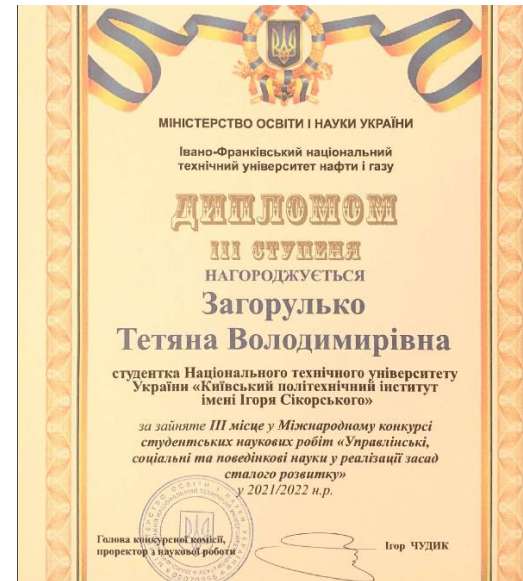 МІНІСТЕРСТВО ОСВІТИ І НАУКИ УКРАЇНИ
Івано-Франківський національний
технічний університет нафти і газу
ДИПЛОМОМ
III СТУПЕНЯ
НАГОРОДЖУЄТЬСЯ
Загорулько
Тетяна Володимирівна
студентка Національного технічного університету
України «Київський політехнічний інститут
імені Ігоря Сікорського»
за зайняте III місце у Міжнародному конкурсі
студентських наукових робіт «Управлінські,
соціальні та поведінкові науки у реалізації засад
сталого розвитку»
у 2021/2022 н.р.
Голова конкурсної комісії,
проректор з наукової роботи
Ігор ЧУДИК